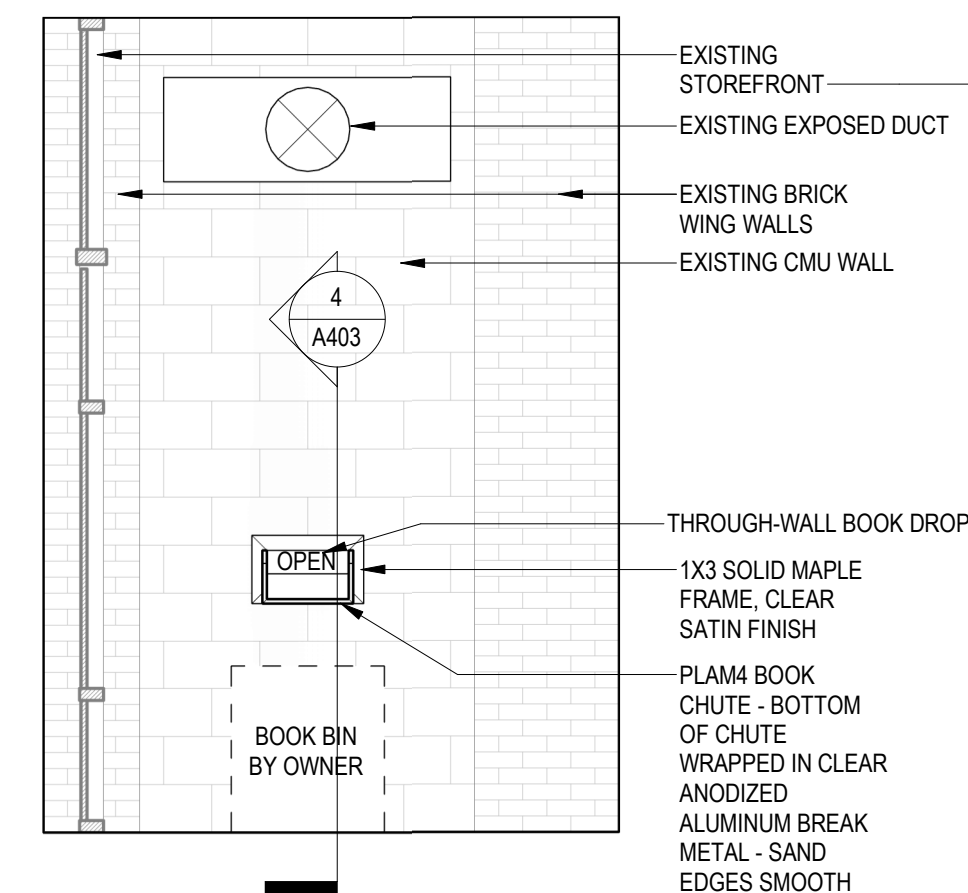 EXISTING
STOREFRONT
EXISTING EXPOSED DUCT
EXISTING BRICK
WING WALLS
EXISTING CMU WALL
4
A403
THROUGH-WALL BOOK DROP
OPEN
1X3 SOLID MAPLE
FRAME, CLEAR
SATIN FINISH
PLAM4 BOOK
CHUTE - BOTTOM
OF CHUTE
WRAPPED IN CLEAR
ANODIZED
ALUMINUM BREAK
METAL - SAND
EDGES SMOOTH
BOOK BIN
BY OWNER